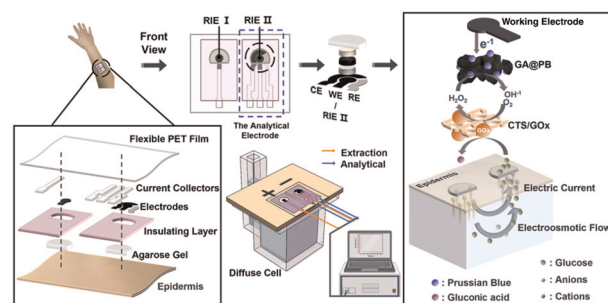 Front
View
RIE I
RIE II
CE
WE
RE
RIE II
The Analytical
Electrode
Working Electrode
e⁻¹
GA@PB
H₂O₂
OH⁻¹
O₂
CTS/GOx
GOx
Epidermis
Electric Current
Electroosmotic Flow
: Glucose
: Anions
: Cations
: Prussian Blue
: Gluconic acid
Flexible PET Film
Current Collectors
Electrodes
Insulating Layer
Agarose Gel
Epidermis
Extraction
Analytical
+
-
Diffuse Cell